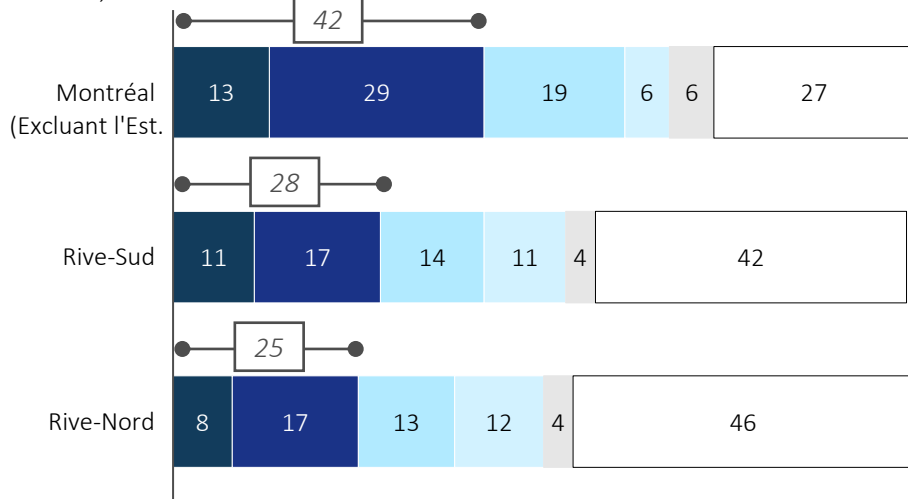 42
Montréal
(Excluant l'Est.
13 29 19 6 6 27
28
Rive-Sud
11 17 14 11 4 42
25
Rive-Nord
8 17 13 12 4 46